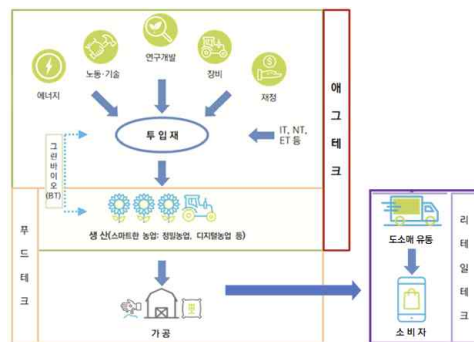 연구개발
노동·기술
장비
에너지
재정
투입재
IT, NT,
ET 등
그린바이오
(BT)
애그테크
생산(스마트한 농업: 정밀농업, 디지털농업 등)
푸드테크
가공
도소매 유통
소비자
리테일테크